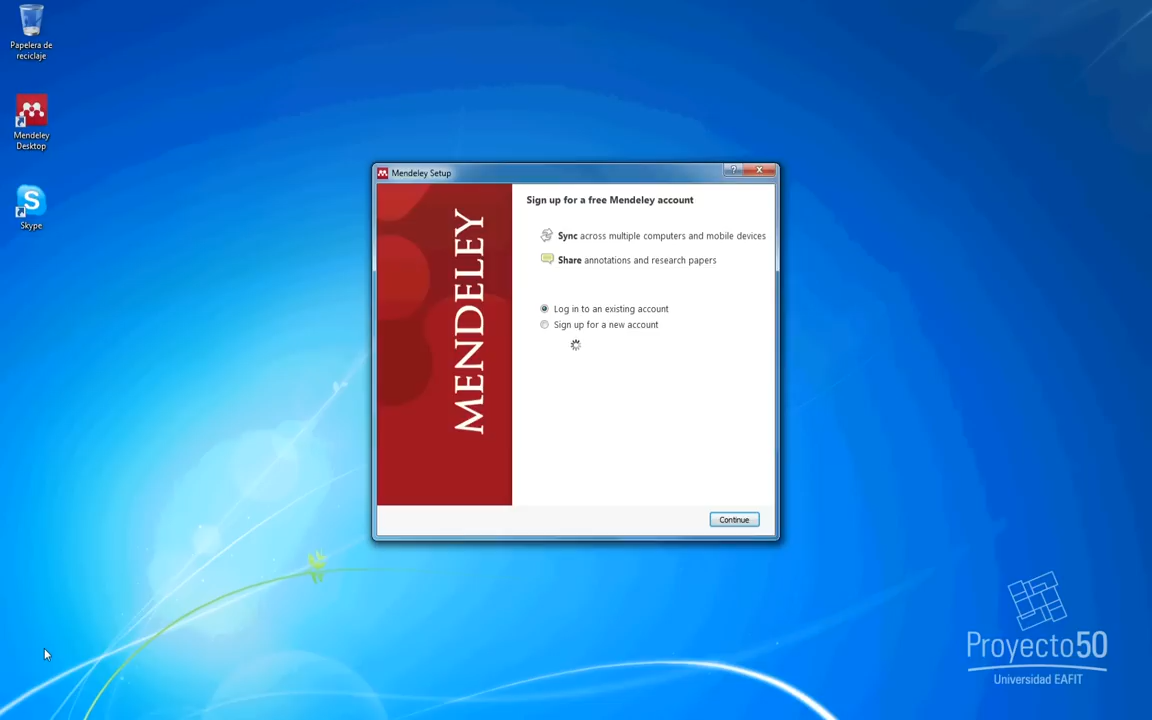 Papelera de
reciclaje
Mendeley
Desktop
Skype
Mendeley Setup
MENDELEY
Sign up for a free Mendeley account
Sync across multiple computers and mobile devices
Share annotations and research papers
Log in to an existing account
Sign up for a new account
Continue
Proyecto50
Universidad EAFIT